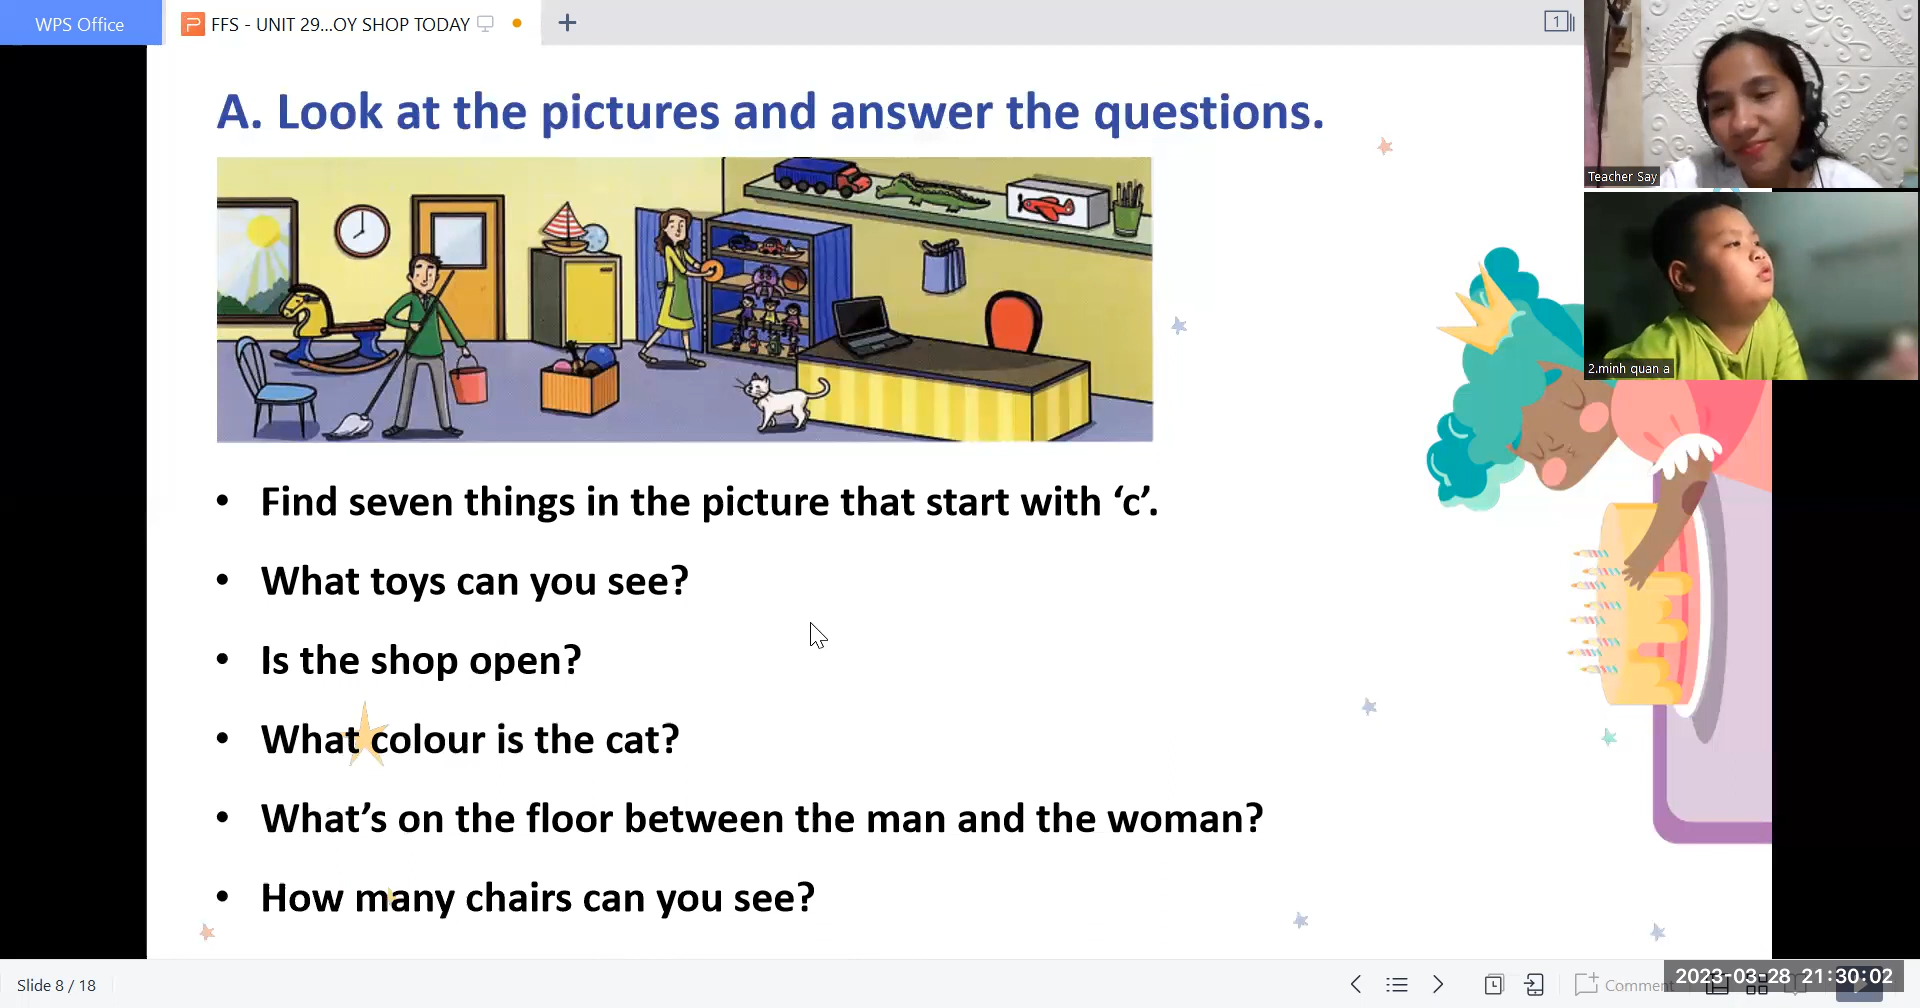 WPS Office
FFS - UNIT 29...OY SHOP TODAY
1
A. Look at the pictures and answer the questions.
Teacher Say
2.minh quan a
• Find seven things in the picture that start with ‘c’.
• What toys can you see?
• Is the shop open?
• What colour is the cat?
• What’s on the floor between the man and the woman?
• How many chairs can you see?
Slide 8 / 18
Comment
2023-03-28 21:30:02